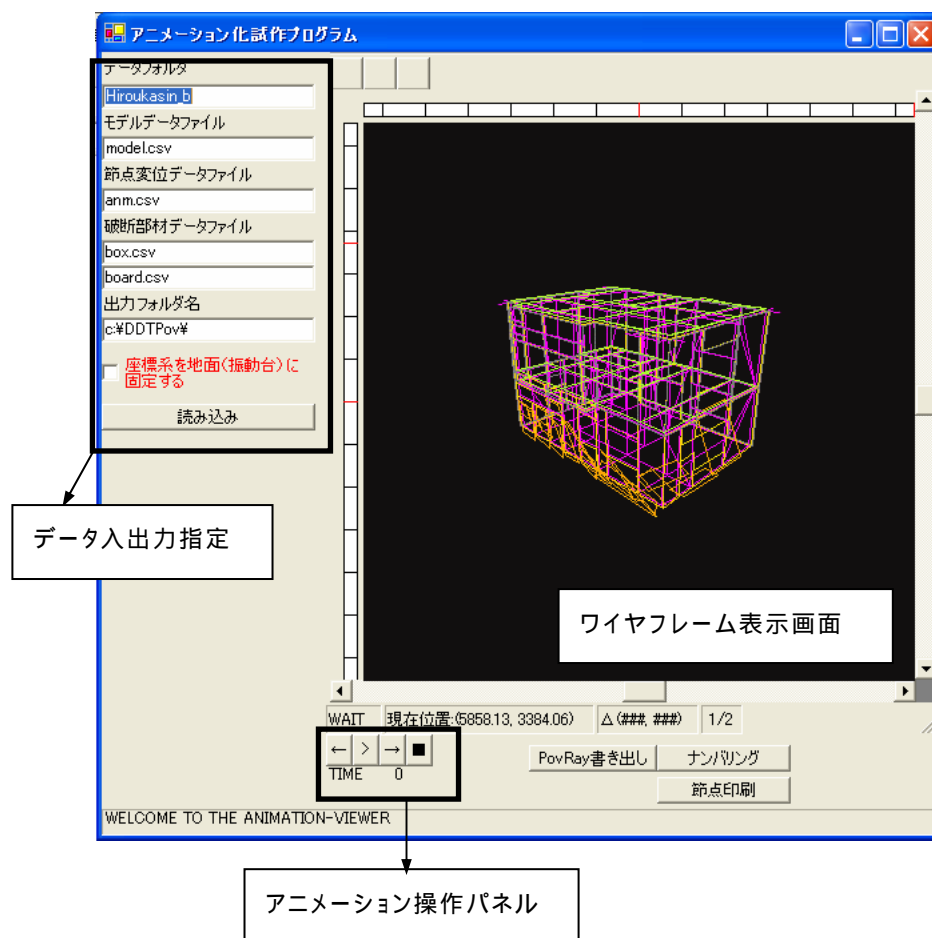 アニメーション化試作プログラム
データフォルダ
Hiroukasin_b
モデルデータファイル
model.csv
節点変位データファイル
anm.csv
破断部材データファイル
box.csv
board.csv
出力フォルダ名
c:¥DDTPov¥
座標系を地面(振動台)に
固定する
読み込み
データ入出力指定
ワイヤフレーム表示画面
WAIT 現在位置:(5858.13, 3384.06) Δ(###, ###) 1/2
← > → ■
TIME 0
PovRay書き出し ナンバリング
節点印刷
WELCOME TO THE ANIMATION-VIEWER
アニメーション操作パネル